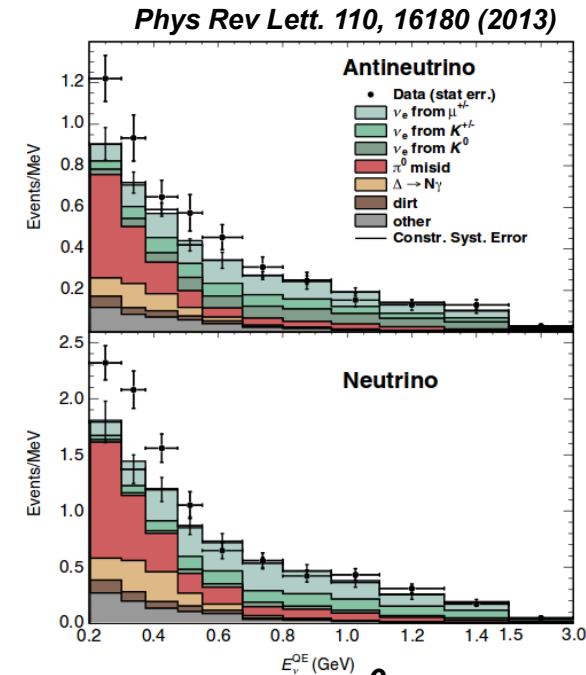 Phys Rev Lett. 110, 16180 (2013)
Antineutrino
Data (stat err.)
νe from μ+/-
νe from K+/-
νe from K0
π0 misid
Δ → Nγ
dirt
other
Constr. Syst. Error
Events/MeV
1.2
1.0
0.8
0.6
0.4
0.2
Neutrino
Events/MeV
2.5
2.0
1.5
1.0
0.5
0.0
0.2 0.4 0.6 0.8 1.0 1.2 1.4 1.5 3.0
EνQE (GeV)